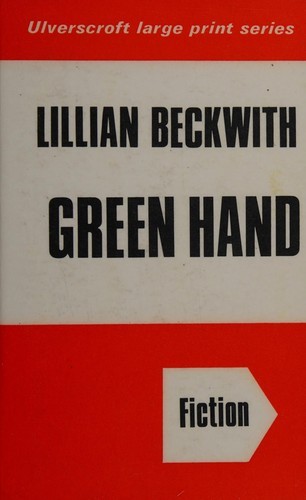 Ulverscroft large print series
LILLIAN BECKWITH
GREEN HAND
Fiction